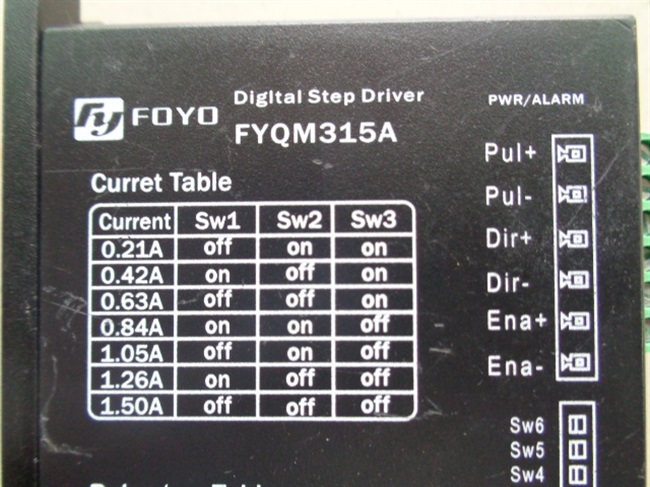 Fy FOYO
Digital Step Driver
FYQM315A
PWR/ALARM
Curret Table
Current Sw1 Sw2 Sw3
0.21A off on on
0.42A on off on
0.63A off off on
0.84A on on off
1.05A off on off
1.26A on off off
1.50A off off off
Pul+
Pul-
Dir+
Dir-
Ena+
Ena-
Sw6
Sw5
Sw4